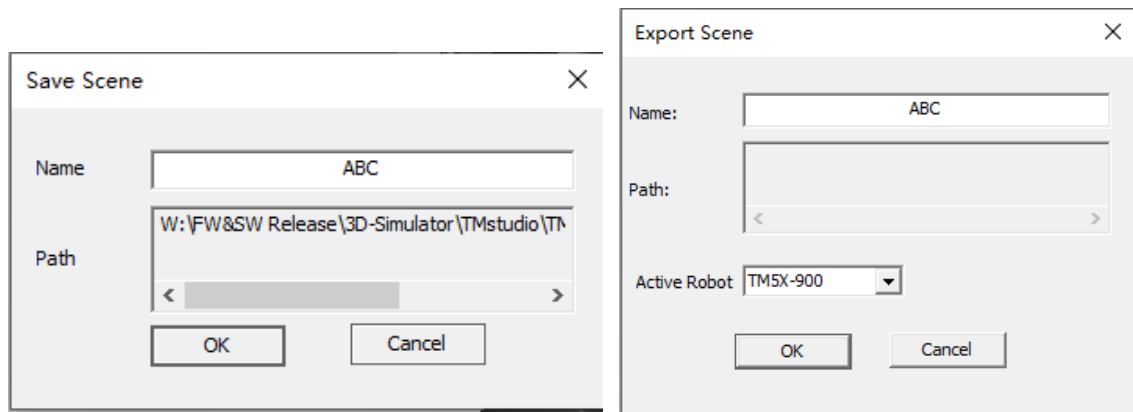 Save Scene
Name
ABC
Path
W:\FW&SW Release\3D-Simulator\TMstudio\TM
OK
Cancel
Export Scene
Name:
ABC
Path:
Active Robot
TM5X-900
OK
Cancel